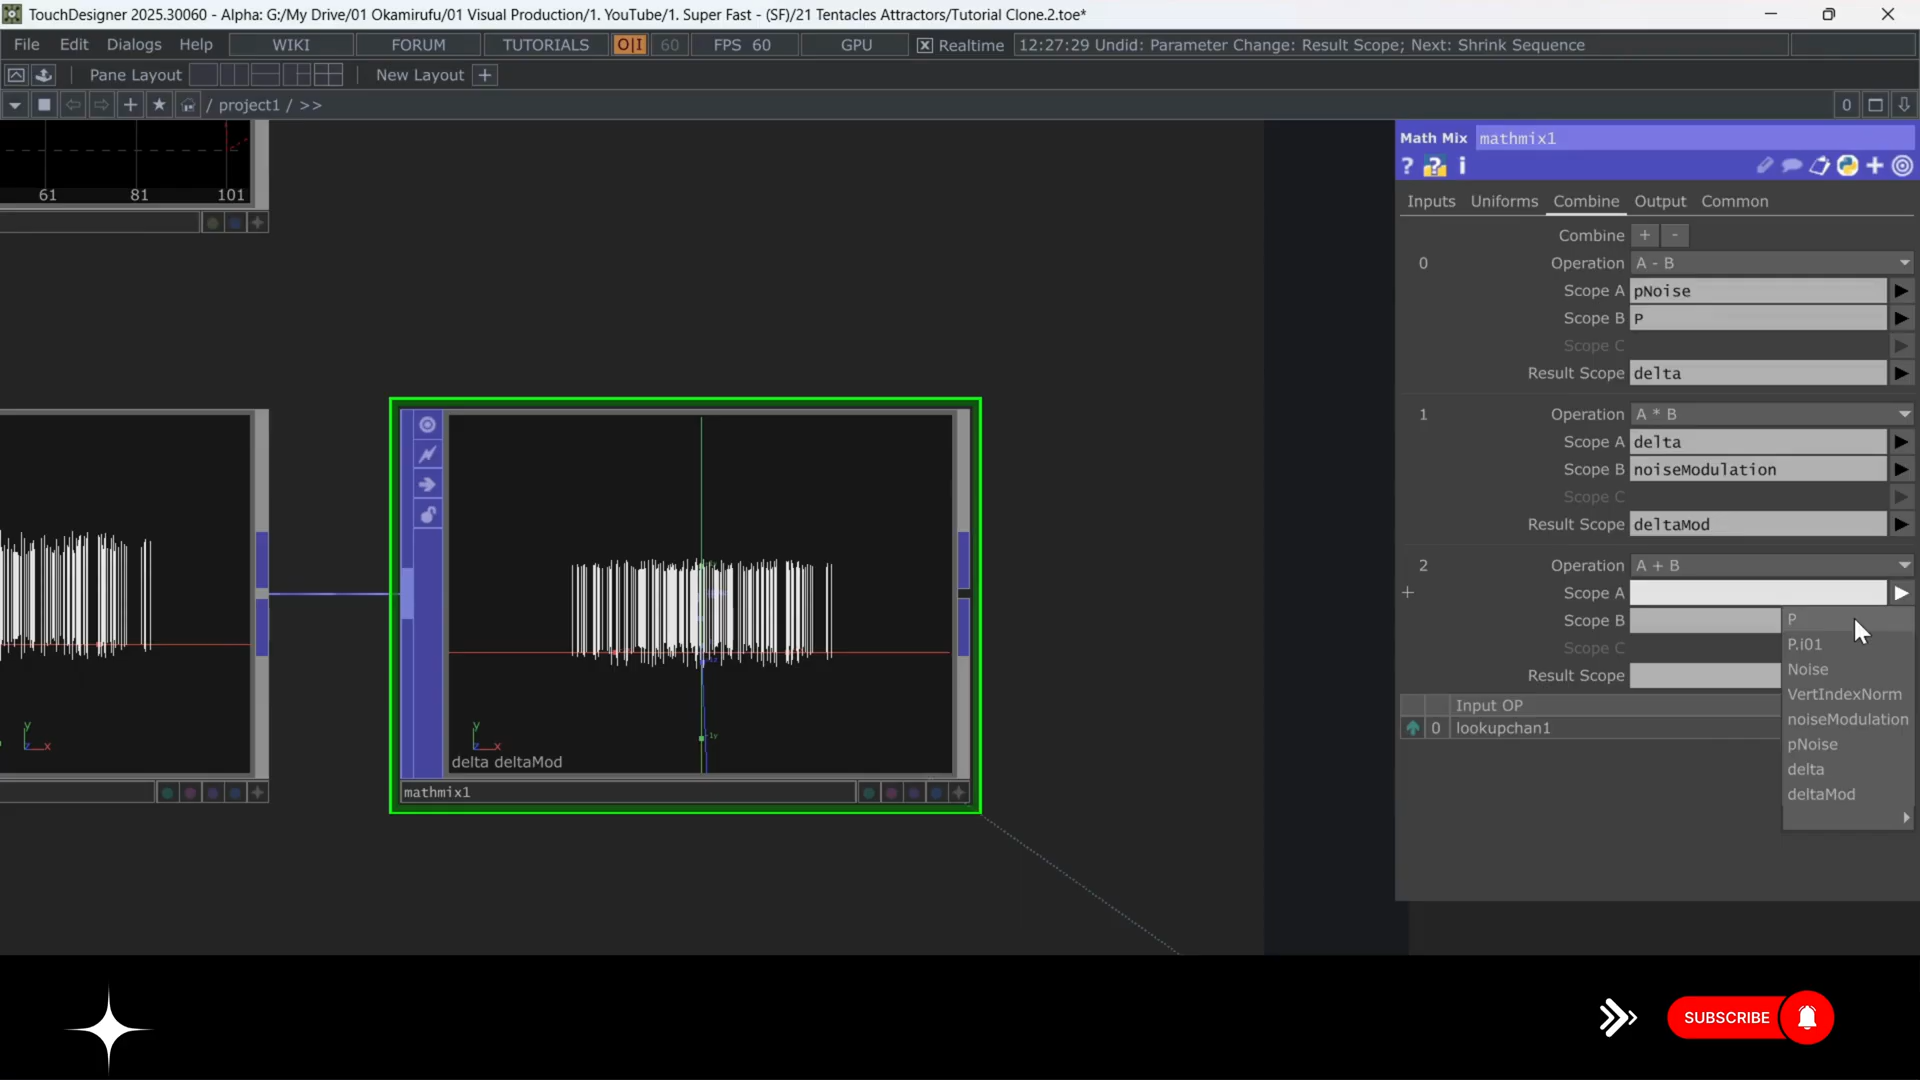 TouchDesigner 2025.30060 - Alpha: G:/My Drive/01 Okamirufu/01 Visual Production/1. YouTube/1. Super Fast - (SF)/21 Tentacles Attractors/Tutorial Clone.2.toe*
File Edit Dialogs Help WIKI FORUM TUTORIALS O|I 60 FPS 60 GPU X Realtime 12:27:29 Undid: Parameter Change: Result Scope; Next: Shrink Sequence
Pane Layout New Layout +
/ project1 / >> 0
Math Mix mathmix1
? ? i
Inputs Uniforms Combine Output Common
61 81 101
Combine + -
0 Operation A - B
Scope A pNoise
Scope B P
Scope C
Result Scope delta
1 Operation A * B
Scope A delta
Scope B noiseModulation
Scope C
Result Scope deltaMod
2 Operation A + B
+ Scope A
Scope B
Scope C
Result Scope
P
P.i01
Noise
VertIndexNorm
noiseModulation
pNoise
delta
deltaMod
Input OP
0 lookupchan1
y
x
y
x
1y
delta deltaMod
mathmix1
SUBSCRIBE